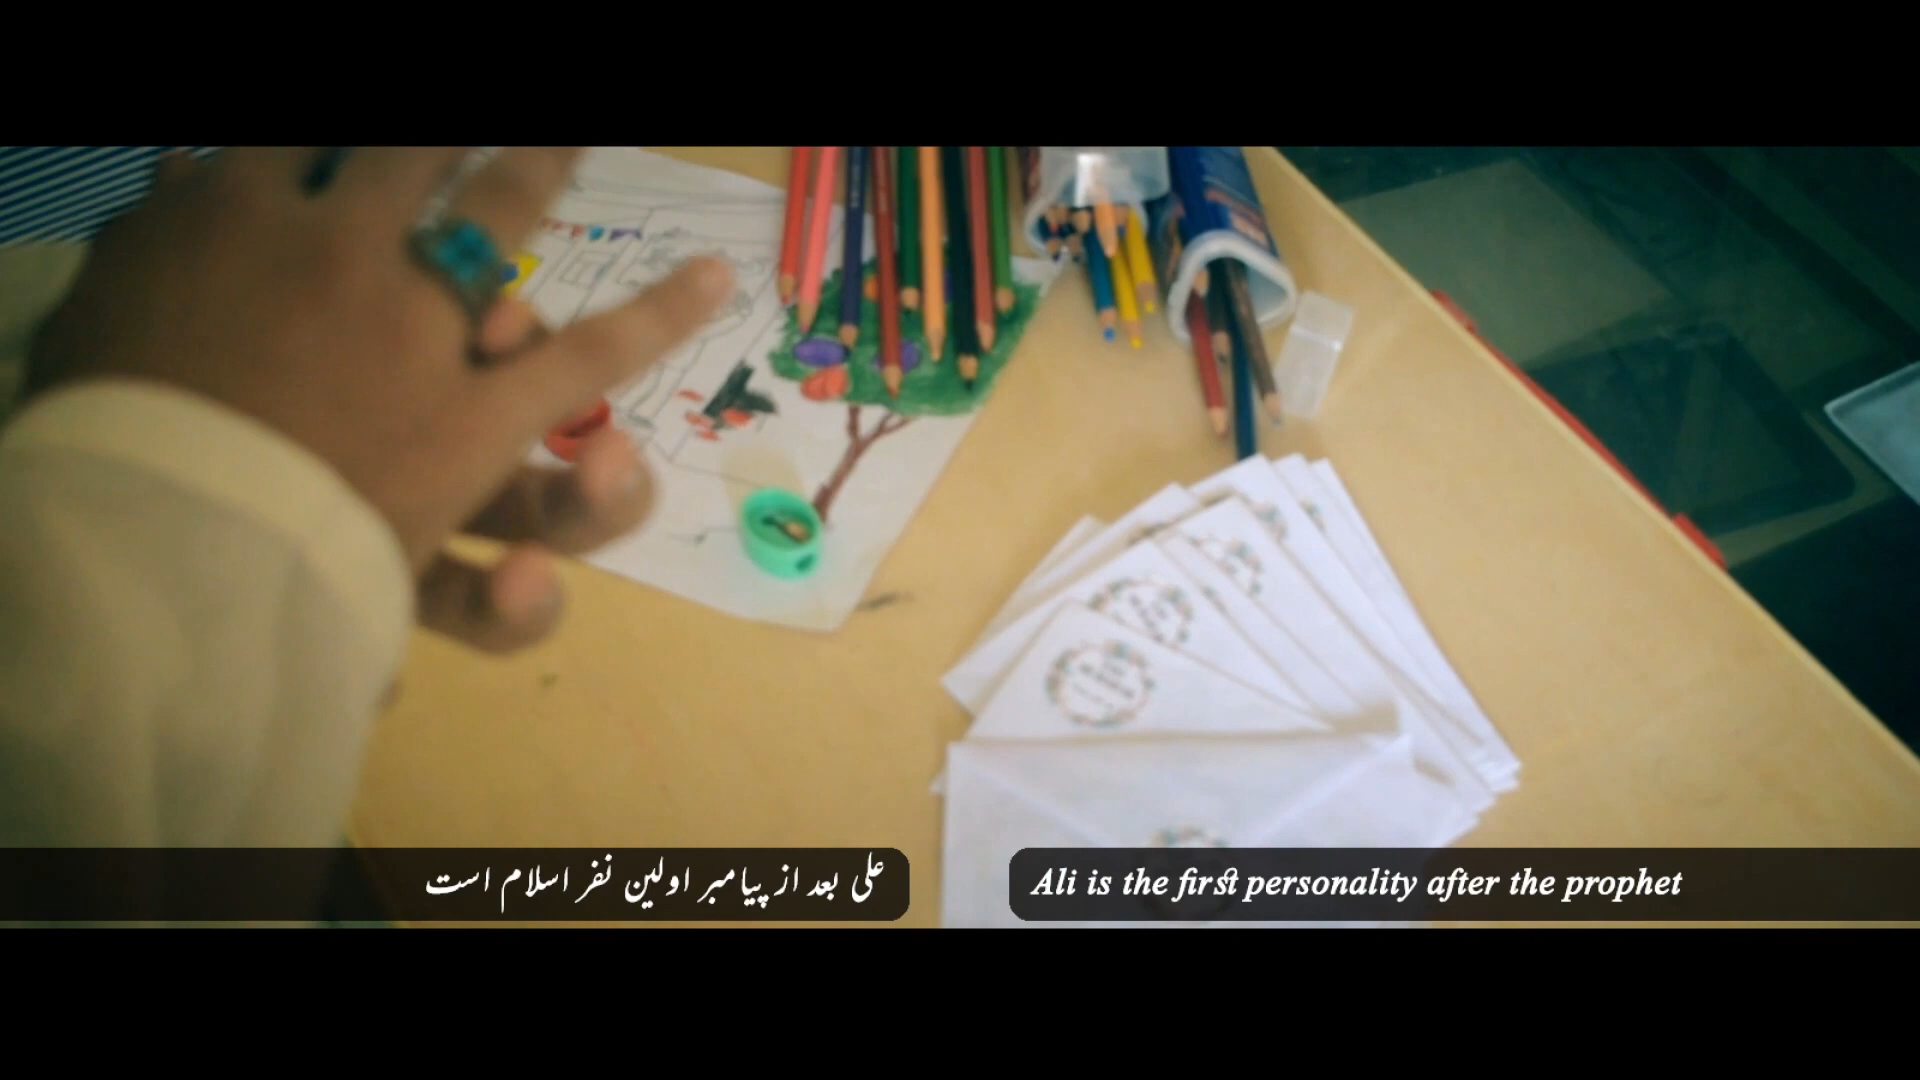 علی بعد از پیامبر اولین نفر اسلام است
Ali is the first personality after the prophet